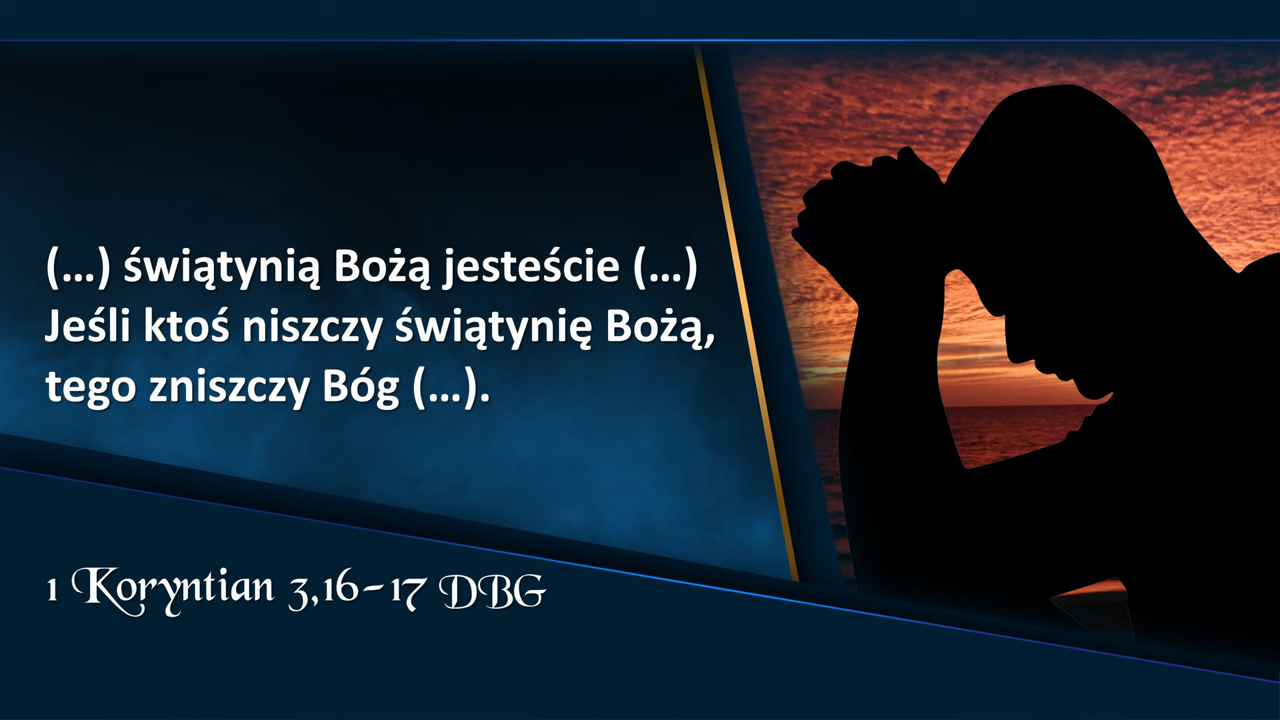 (...) świątynią Bożą jesteście (...)
Jeśli ktoś niszczy świątynię Bożą,
tego zniszczy Bóg (...).
1 Koryntian 3,16-17 DBG